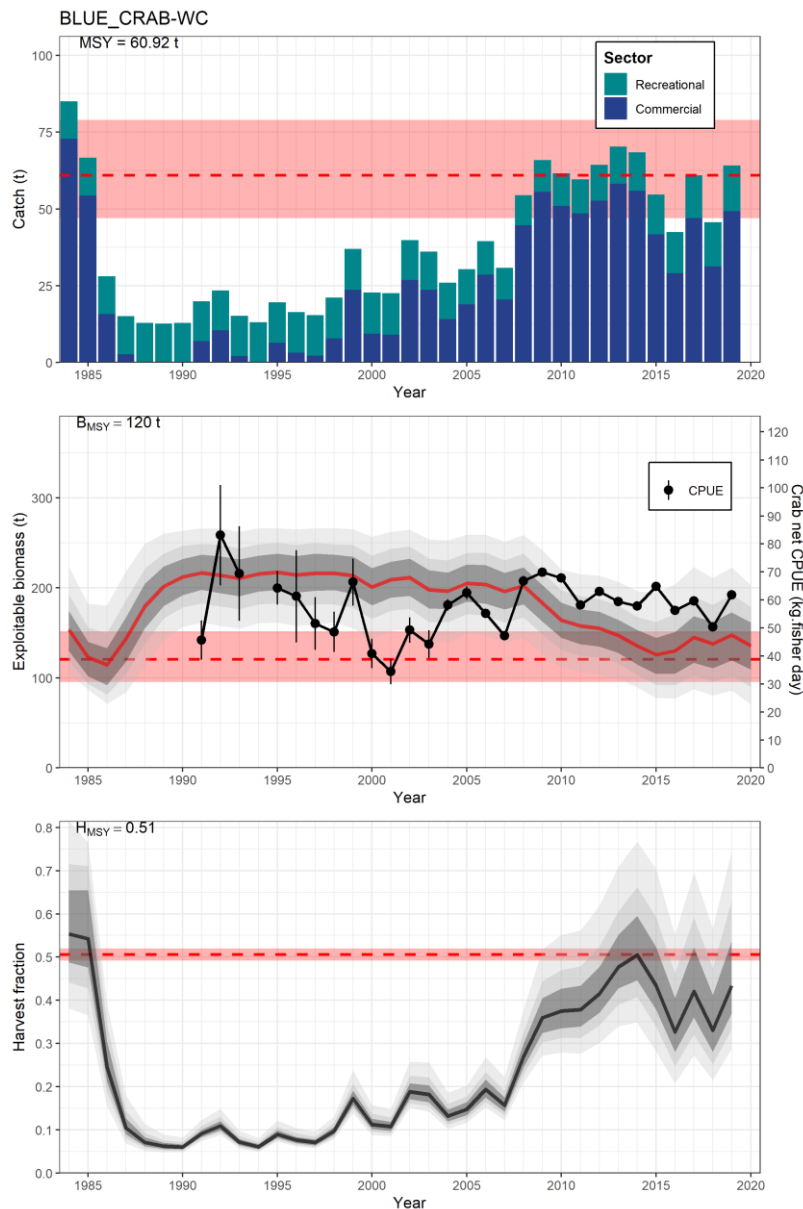 BLUE_CRAB-WC
MSY = 60.92 t
Sector
Recreational
Commercial
100
75
50
25
0
Catch (t)
1985 1990 1995 2000 2005 2010 2015 2020
Year
BMSY = 120 t
CPUE
300
200
100
0
Exploitable biomass (t)
120
110
100
90
80
70
60
50
40
30
20
10
0
Crab net CPUE (kg.fisher day)
1985 1990 1995 2000 2005 2010 2015 2020
Year
HMSY = 0.51
0.8
0.7
0.6
0.5
0.4
0.3
0.2
0.1
0.0
Harvest fraction
1985 1990 1995 2000 2005 2010 2015 2020
Year